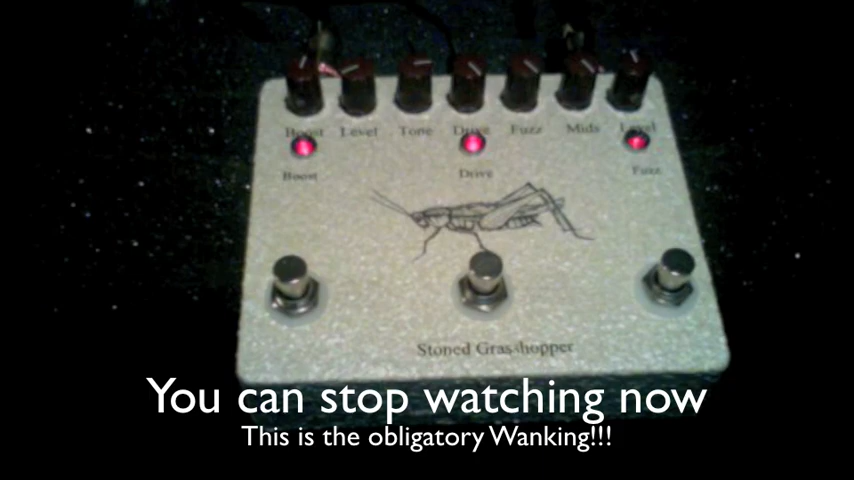 Boost Level Tone Drive Fuzz Mids Level
Boost Drive Fuzz
Stoned Grasshopper
You can stop watching now
This is the obligatory Wanking!!!